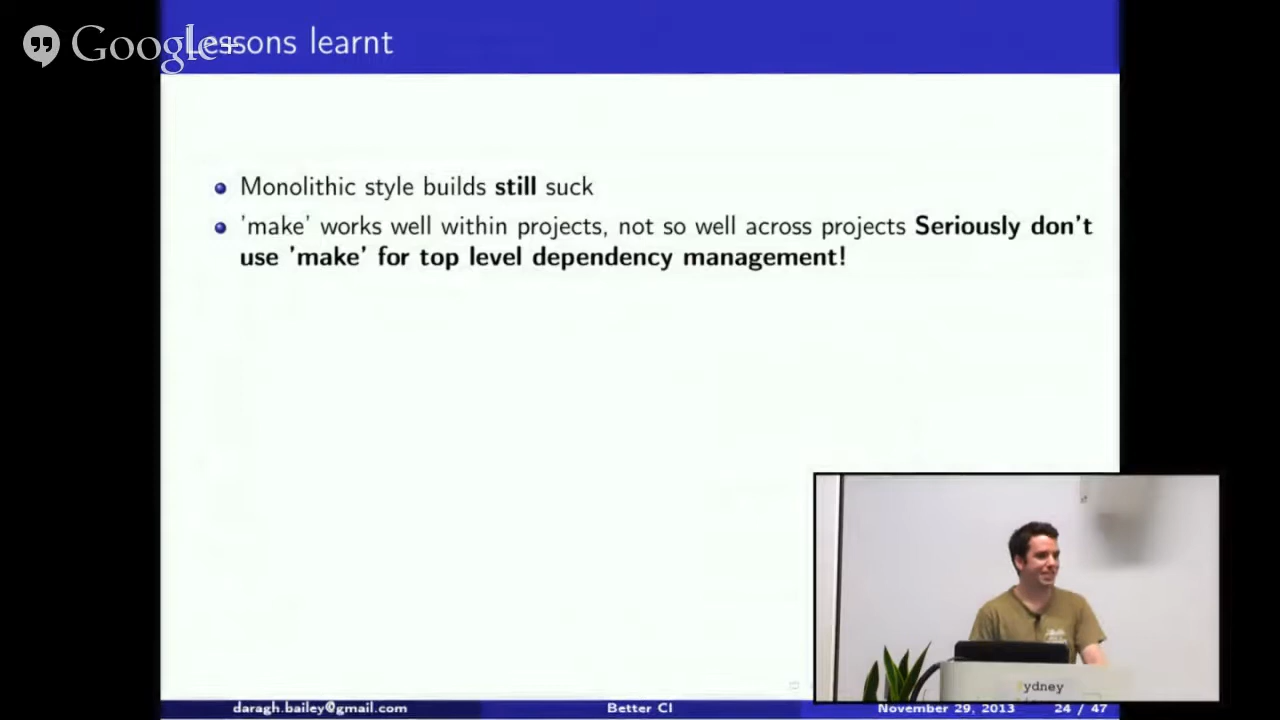 Google+
Lessons learnt
Monolithic style builds still suck
'make' works well within projects, not so well across projects Seriously don't
use 'make' for top level dependency management!
ydney
daragh.bailey@gmail.com Better CI November 29, 2013 24 / 47